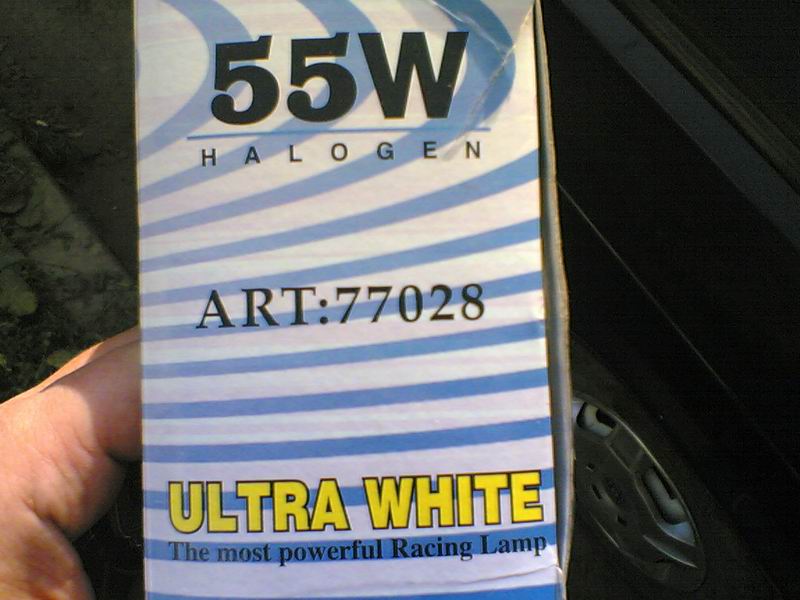 55W
HALOGEN
ART:77028
ULTRA WHITE
The most powerful Racing Lamp